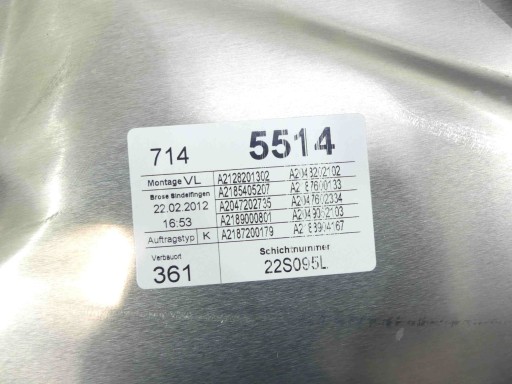 714 5514
Montage VL A2128201302
Brose Sindelfingen A2185405207
22.02.2012 A2047202735
16:53 A2189000801
Auftragstyp K A2187200179
Verbauort Schichtnummer
361 22S095L